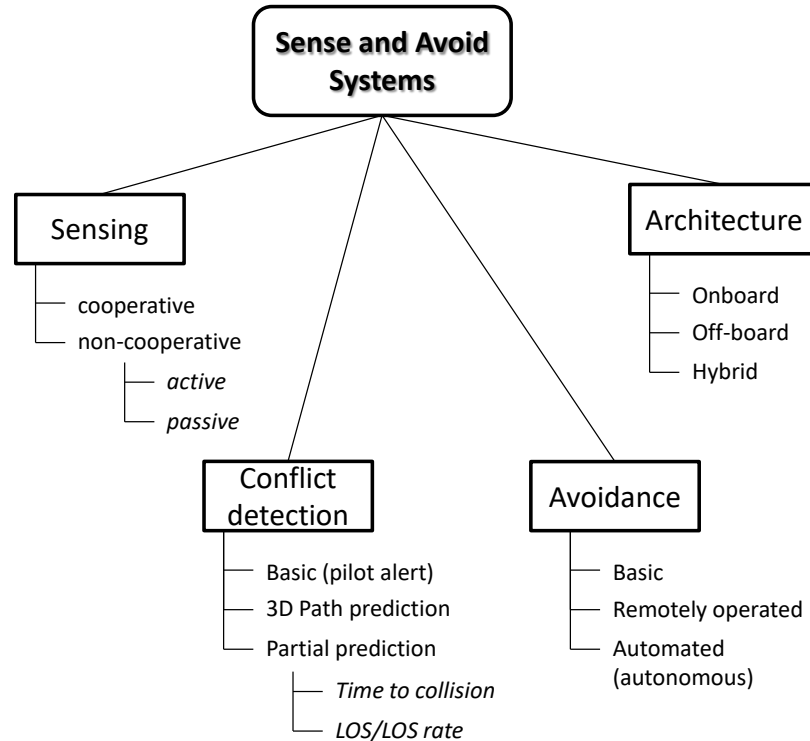 Sense and Avoid
Systems
Sensing
cooperative
non-cooperative
active
passive
Conflict
detection
Basic (pilot alert)
3D Path prediction
Partial prediction
Time to collision
LOS/LOS rate
Avoidance
Basic
Remotely operated
Automated
(autonomous)
Architecture
Onboard
Off-board
Hybrid